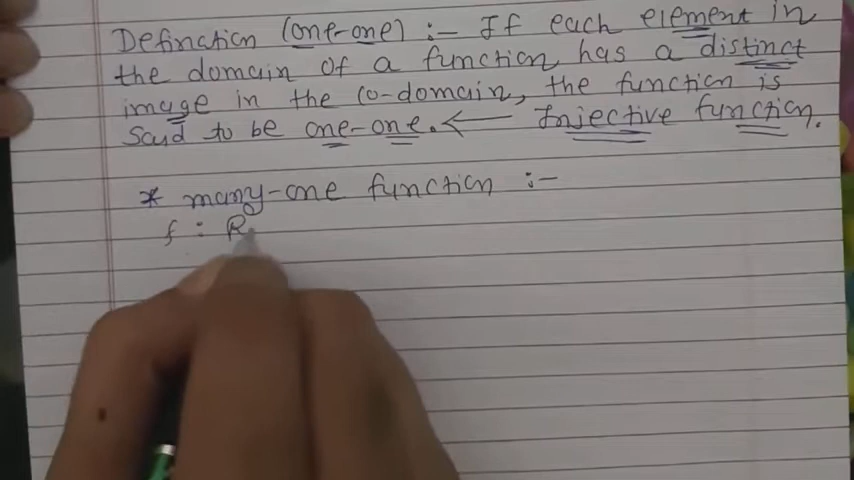 Defination (one-one) :- If each element in
the domain of a function has a distinct
image in the co-domain, the function is
said to be one-one. ← Injective function.
* many-one function :-
f : R